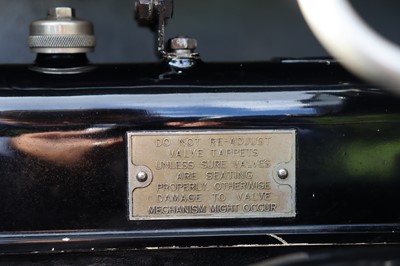 DO NOT RE-ADJUST
VALVE TAPPETS
UNLESS SURE VALVES
ARE SEATING
PROPERLY OTHERWISE
DAMAGE TO VALVE
MECHANISM MIGHT OCCUR